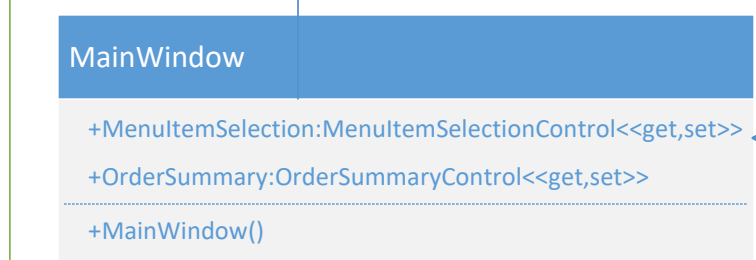 MainWindow
+MenuItemSelection:MenuItemSelectionControl<<get,set>>
+OrderSummary:OrderSummaryControl<<get,set>>
+MainWindow()